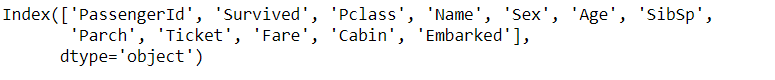 Index(['PassengerId', 'Survived', 'Pclass', 'Name', 'Sex', 'Age', 'SibSp',
       'Parch', 'Ticket', 'Fare', 'Cabin', 'Embarked'],
      dtype='object')